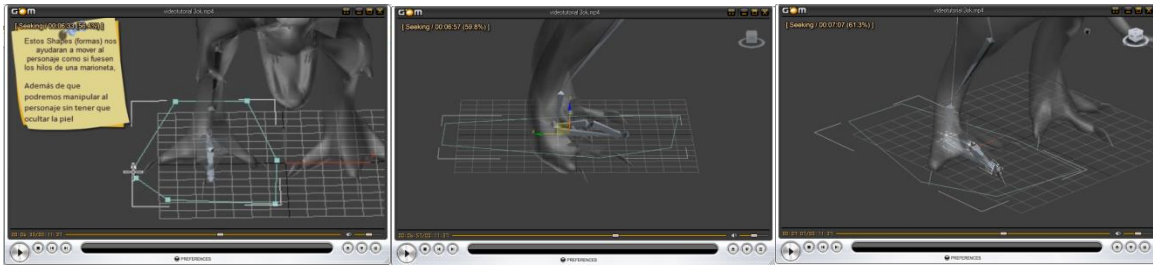 GOM
videotutorial 3ok.mp4
Estos Shapes (formas) nos
ayudaran a mover al
personaje como si fuesen
los hilos de una marioneta,
Además de que
podremos manipular al
personaje sin tener que
ocultar la piel
PREFERENCES
GOM
videotutorial 3ok.mp4
[ Seeking / 00:06:57 (59.8%) ]
PREFERENCES
GOM
videotutorial 3ok.mp4
[ Seeking / 00:07:07 (61.3%) ]
PREFERENCES